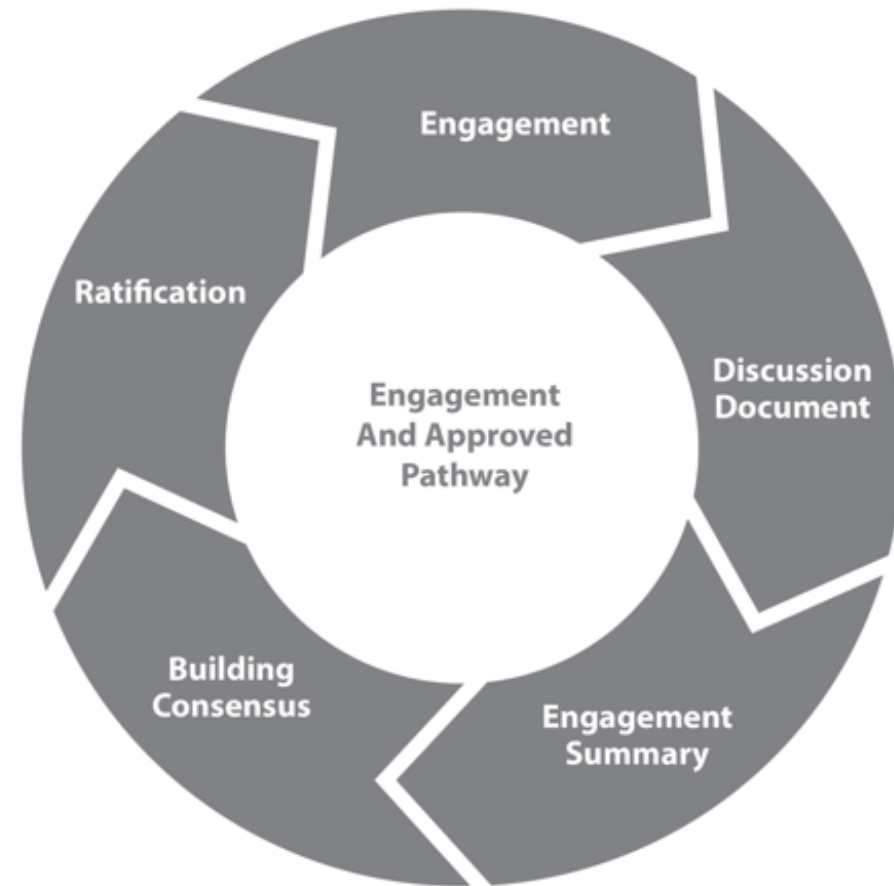 Engagement
Discussion
Document
Engagement
Summary
Building
Consensus
Ratification
Engagement
And Approved
Pathway